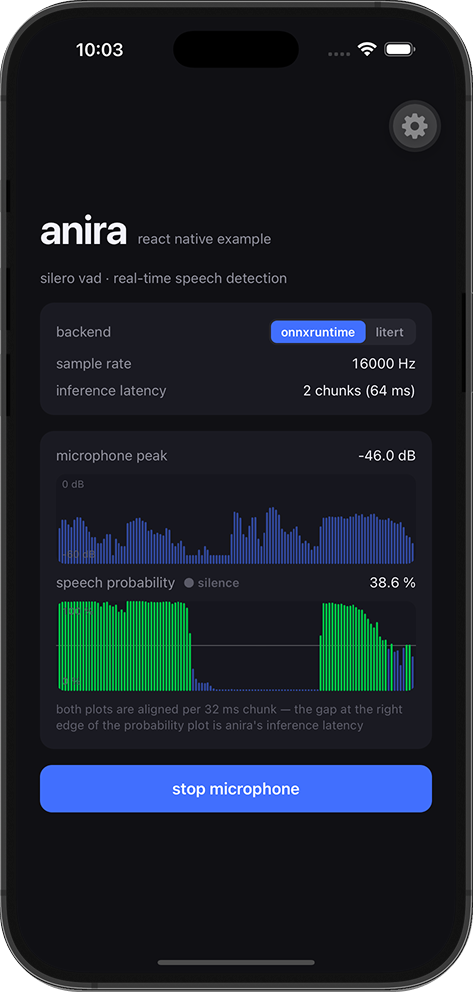 10:03
anira react native example
silero vad · real-time speech detection
backend onnxruntime litert
sample rate 16000 Hz
inference latency 2 chunks (64 ms)
microphone peak -46.0 dB
0 dB
-60 dB
speech probability silence 38.6 %
both plots are aligned per 32 ms chunk — the gap at the right
edge of the probability plot is anira's inference latency
stop microphone